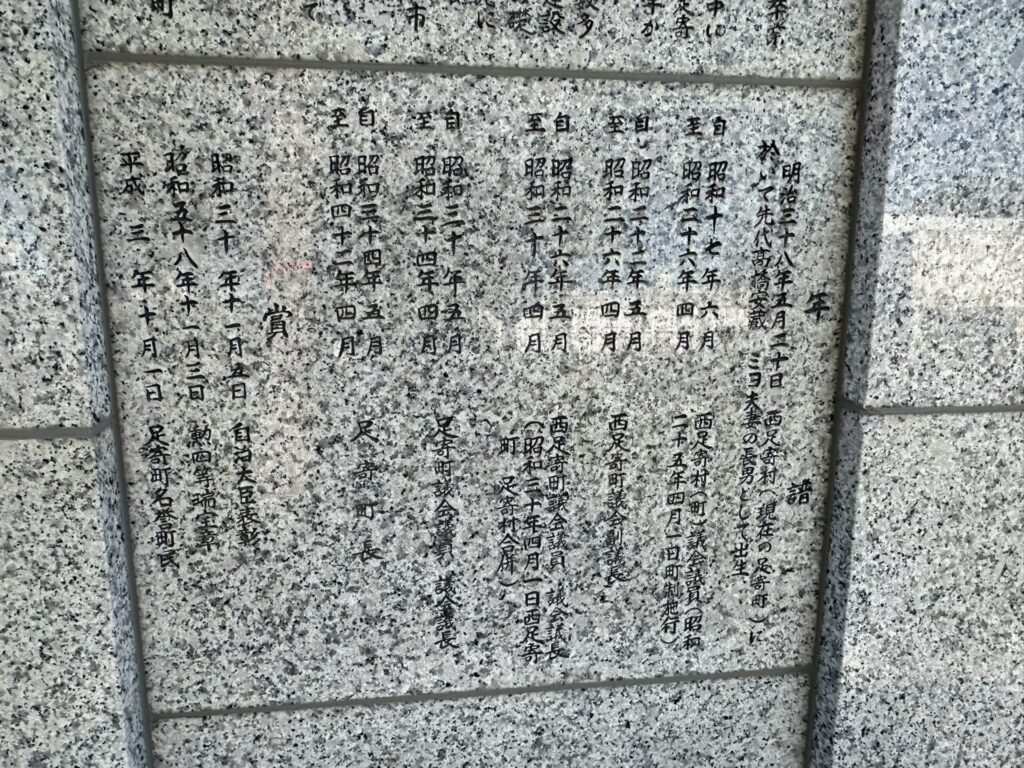 年譜
明治三十八年五月二十日 西足寄村(現在の足寄町)に
於いて先代高橋安蔵 ミヨ夫妻の長男として出生
自 昭和十七年六月 西足寄村(町)議会議員(昭和
至 昭和二十六年四月 二十五年四月一日町制施行)
自 昭和二十二年五月 西足寄町議会副議長
至 昭和二十六年四月
自 昭和二十六年五月 西足寄町議会議員 議会議長
至 昭和三十年四月 (昭和三十年四月一日西足寄
町 足寄村合併)
自 昭和三十年五月 足寄町議会議員 議会議長
至 昭和三十四年四月
自 昭和三十四年五月 足寄町長
至 昭和四十二年四月
賞
昭和三十年十一月五日 自治大臣表彰
昭和五十八年十一月三日 勲四等瑞宝章
平成三年十月一日 足寄町名誉町民